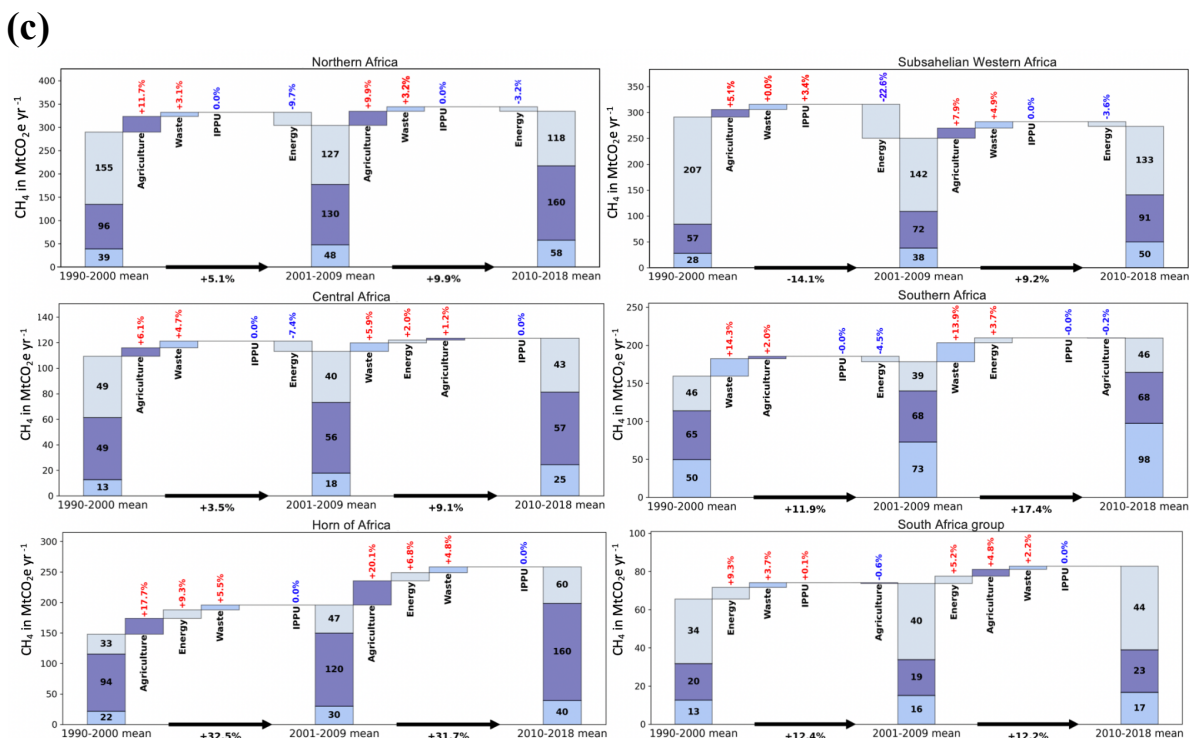 (c)
Northern Africa
CH₄ in MtCO₂e yr⁻¹
400
350
300
250
200
150
100
50
0
+11.7%
+3.1%
0.0%
-9.7%
+9.9%
+3.2%
0.0%
-3.2%
Agriculture
Waste
IPPU
Energy
Agriculture
Waste
IPPU
Energy
155
96
39
127
130
48
118
160
58
1990-2000 mean
+5.1%
2001-2009 mean
+9.9%
2010-2018 mean
Subsahelian Western Africa
CH₄ in MtCO₂e yr⁻¹
350
300
250
200
150
100
50
0
+5.1%
+0.0%
+3.4%
-22.6%
+7.9%
+4.9%
0.0%
-3.6%
Agriculture
Waste
IPPU
Energy
Agriculture
Waste
IPPU
Energy
207
57
28
142
72
38
133
91
50
1990-2000 mean
-14.1%
2001-2009 mean
+9.2%
2010-2018 mean
Central Africa
CH₄ in MtCO₂e yr⁻¹
140
120
100
80
60
40
20
0
+6.1%
+4.7%
0.0%
-7.4%
+5.9%
+2.0%
+1.2%
0.0%
Agriculture
Waste
IPPU
Energy
Waste
Energy
Agriculture
IPPU
49
49
13
40
56
18
43
57
25
1990-2000 mean
+3.5%
2001-2009 mean
+9.1%
2010-2018 mean
Southern Africa
CH₄ in MtCO₂e yr⁻¹
250
200
150
100
50
0
+14.3%
+2.0%
-0.0%
-4.5%
+13.9%
+3.7%
-0.0%
-0.2%
Waste
Agriculture
IPPU
Energy
Waste
Energy
IPPU
Agriculture
46
65
50
39
68
73
46
68
98
1990-2000 mean
+11.9%
2001-2009 mean
+17.4%
2010-2018 mean
Horn of Africa
CH₄ in MtCO₂e yr⁻¹
300
250
200
150
100
50
0
+17.7%
+9.3%
+5.5%
0.0%
+20.1%
+6.8%
+4.8%
0.0%
Agriculture
Energy
Waste
IPPU
Agriculture
Energy
Waste
IPPU
33
94
22
47
120
30
60
160
40
1990-2000 mean
+32.5%
2001-2009 mean
+31.7%
2010-2018 mean
South Africa group
CH₄ in MtCO₂e yr⁻¹
80
60
40
20
0
+9.3%
+3.7%
+0.1%
-0.6%
+5.2%
+4.8%
+2.2%
0.0%
Energy
Waste
IPPU
Agriculture
Energy
Agriculture
Waste
IPPU
34
20
13
40
19
16
44
23
17
1990-2000 mean
+12.4%
2001-2009 mean
+12.2%
2010-2018 mean